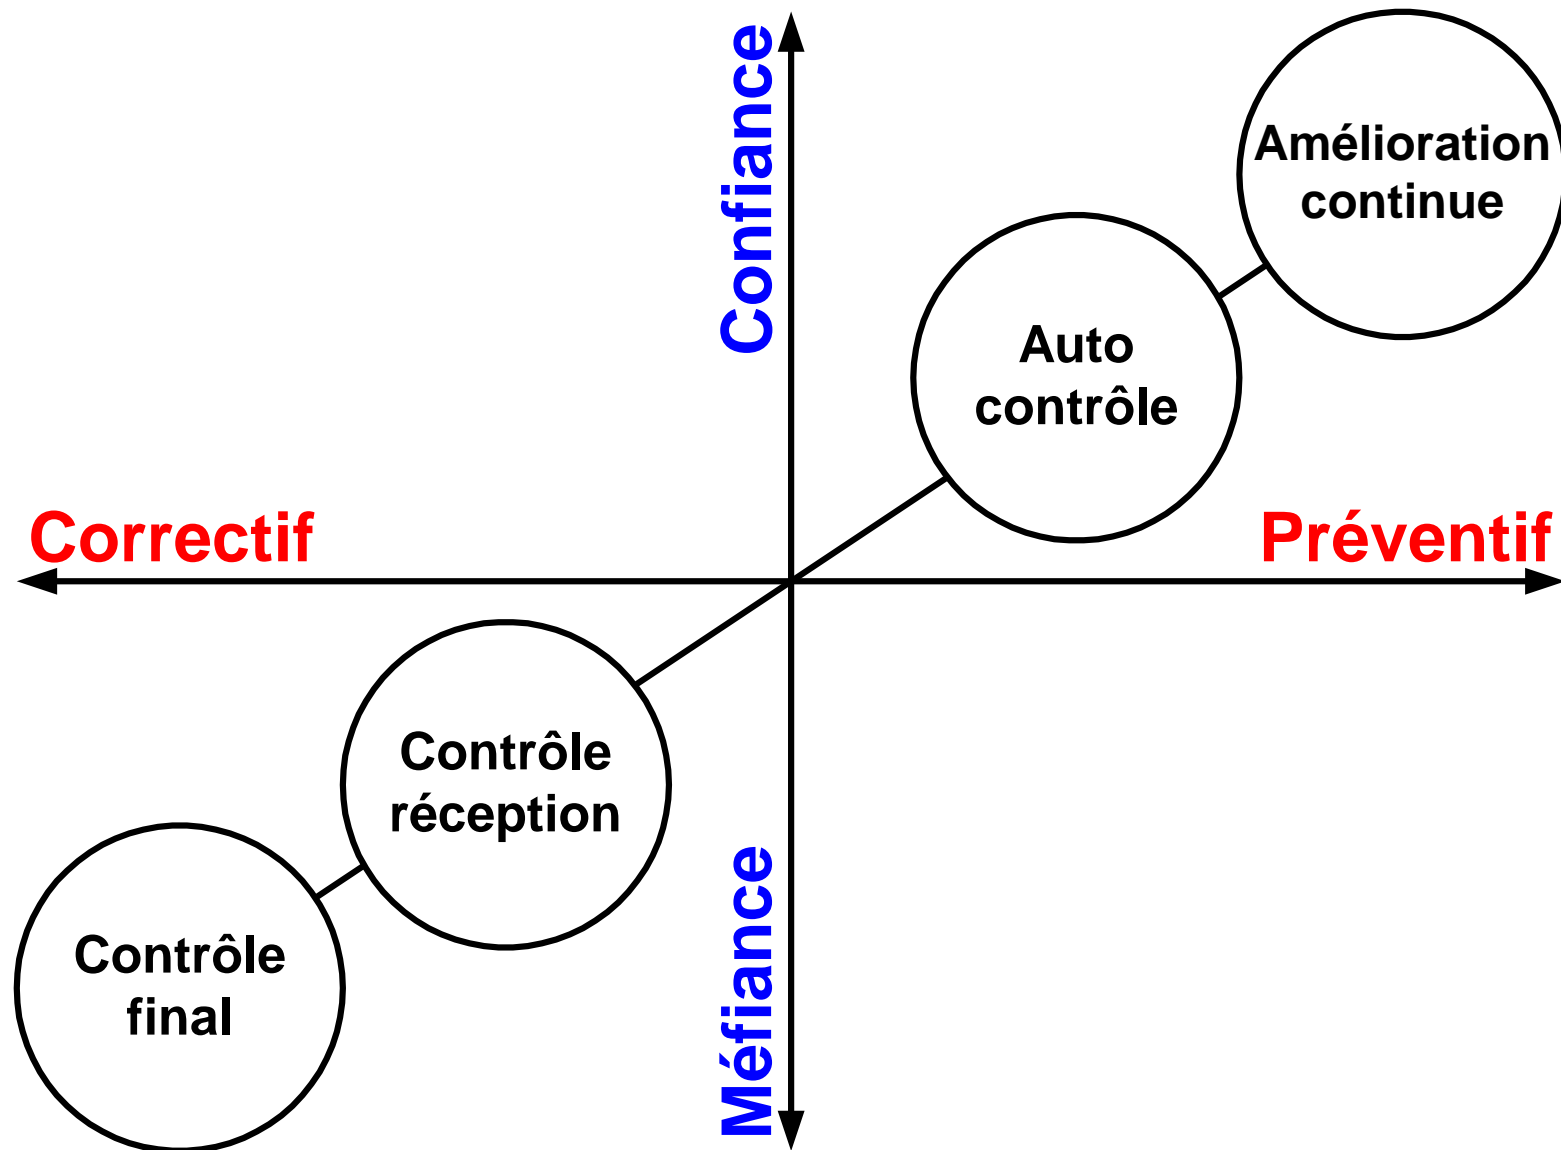 Confiance
Amélioration
continue
Auto
contrôle
Correctif
Préventif
Contrôle
réception
Méfiance
Contrôle
final